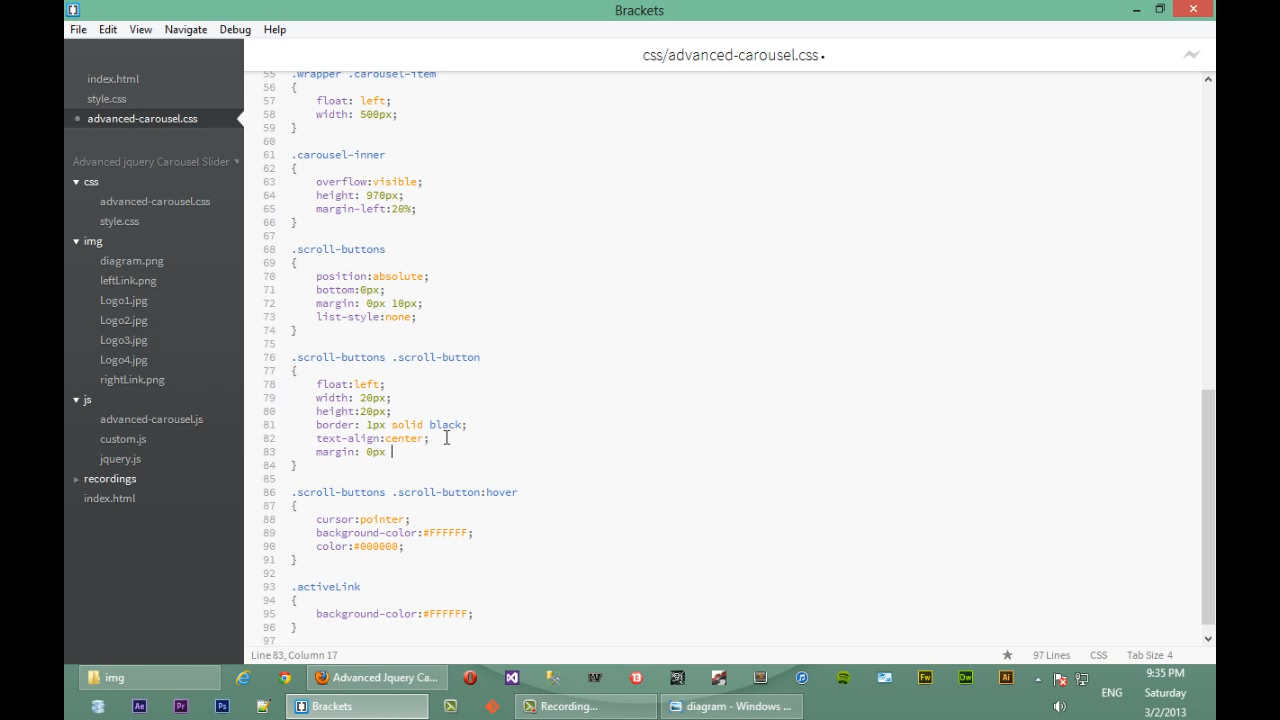 Brackets
File Edit View Navigate Debug Help
css/advanced-carousel.css •
index.html
style.css
advanced-carousel.css
Advanced jquery Carousel Slider
css
advanced-carousel.css
style.css
img
diagram.png
leftLink.png
Logo1.jpg
Logo2.jpg
Logo3.jpg
Logo4.jpg
rightLink.png
js
advanced-carousel.js
custom.js
jquery.js
recordings
index.html
55 .wrapper .carousel-item
56 {
57 float: left;
58 width: 500px;
59 }
60
61 .carousel-inner
62 {
63 overflow:visible;
64 height: 970px;
65 margin-left:20%;
66 }
67
68 .scroll-buttons
69 {
70 position:absolute;
71 bottom:0px;
72 margin: 0px 10px;
73 list-style:none;
74 }
75
76 .scroll-buttons .scroll-button
77 {
78 float:left;
79 width: 20px;
80 height:20px;
81 border: 1px solid black;
82 text-align:center;
83 margin: 0px
84 }
85
86 .scroll-buttons .scroll-button:hover
87 {
88 cursor:pointer;
89 background-color:#FFFFFF;
90 color:#000000;
91 }
92
93 .activeLink
94 {
95 background-color:#FFFFFF;
96 }
97
Line 83, Column 17 97 Lines CSS Tab Size 4
img Advanced Jquery Ca... W 13 Fw Dw Ai 9:35 PM
ENG Saturday
Ae Pr Ps Brackets Recording... diagram - Windows ... 3/2/2013